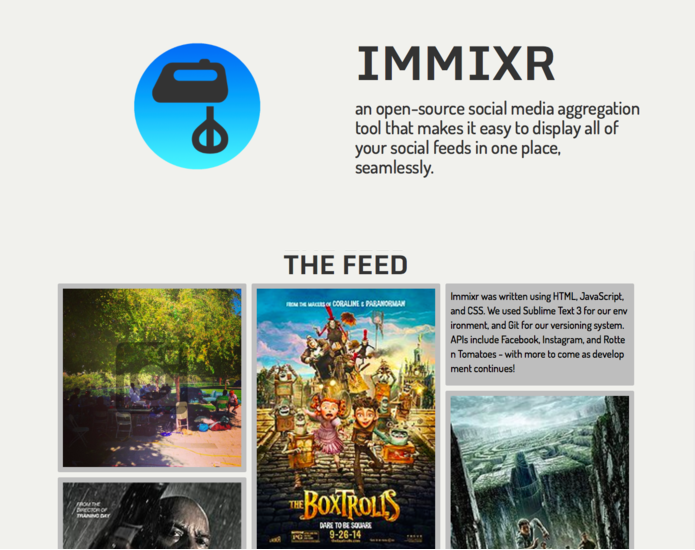 IMMIXR
an open-source social media aggregation
tool that makes it easy to display all of
your social feeds in one place,
seamlessly.
THE FEED
FROM THE MAKERS OF CORALINE & PARANORMAN
THE BOXTROLLS
DARE TO BE SQUARE
9-26-14
PG
Immixr was written using HTML, JavaScript,
and CSS. We used Sublime Text 3 for our env
ironment, and Git for our versioning system.
APIs include Facebook, Instagram, and Rotte
n Tomatoes - with more to come as develop
ment continues!
FROM THE
DIRECTOR OF
TRAINING DAY